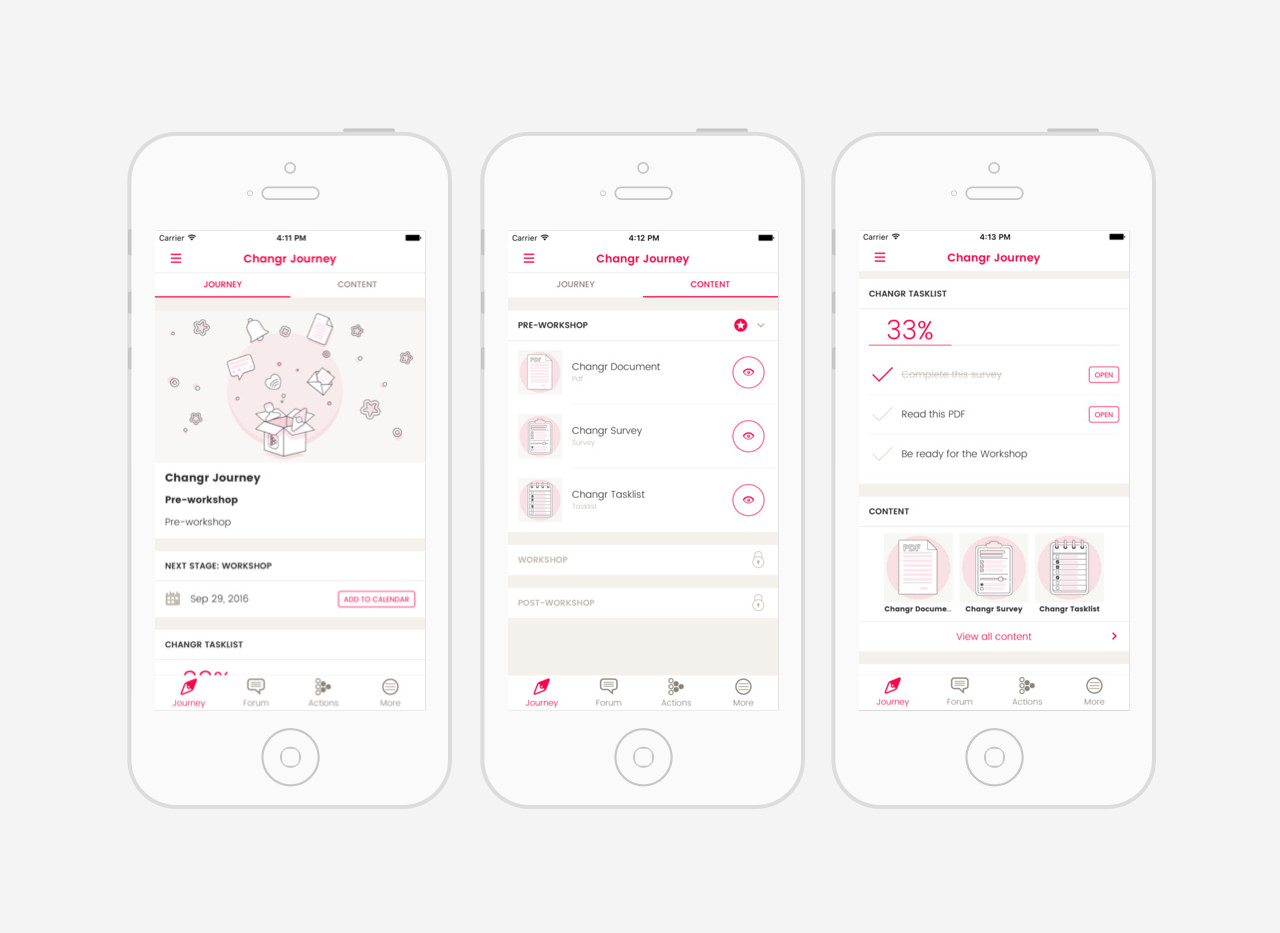 Carrier 4:11 PM
Changr Journey
JOURNEY CONTENT
Changr Journey
Pre-workshop
Pre-workshop
NEXT STAGE: WORKSHOP
Sep 29, 2016 ADD TO CALENDAR
CHANGR TASKLIST
Journey Forum Actions More
Carrier 4:12 PM
Changr Journey
JOURNEY CONTENT
PRE-WORKSHOP
PDF
Changr Document
Pdf
Changr Survey
Survey
Changr Tasklist
Tasklist
WORKSHOP
POST-WORKSHOP
Journey Forum Actions More
Carrier 4:13 PM
Changr Journey
CHANGR TASKLIST
33%
Complete this survey OPEN
Read this PDF OPEN
Be ready for the Workshop
CONTENT
PDF
Changr Docume.. Changr Survey Changr Tasklist
View all content
Journey Forum Actions More